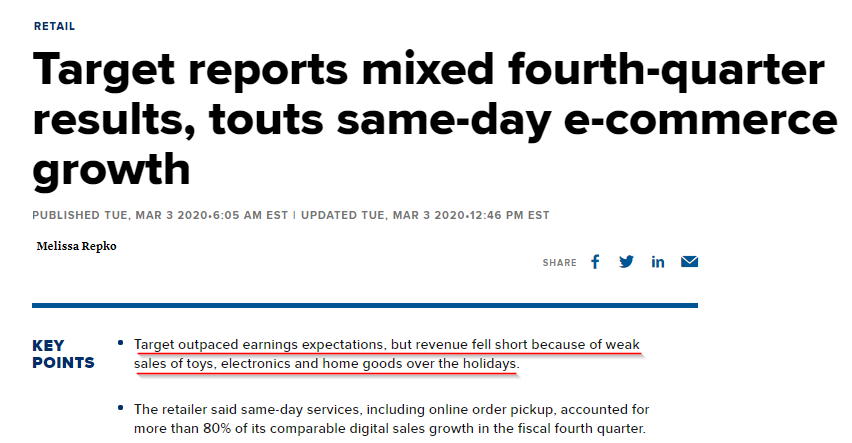 RETAIL
Target reports mixed fourth-quarter
results, touts same-day e-commerce
growth
PUBLISHED TUE, MAR 3 2020•6:05 AM EST | UPDATED TUE, MAR 3 2020•12:46 PM EST
Melissa Repko
SHARE
KEY
POINTS
• Target outpaced earnings expectations, but revenue fell short because of weak
sales of toys, electronics and home goods over the holidays.
• The retailer said same-day services, including online order pickup, accounted for
more than 80% of its comparable digital sales growth in the fiscal fourth quarter.